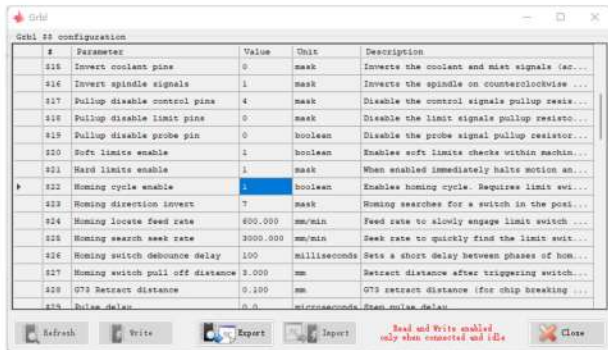 Grbl
Grbl $$ configuration
# Parameter Value Unit Description
$15 Invert coolant pins 0 mask Inverts the coolant and mist signals (ac...
$16 Invert spindle signals 1 mask Inverts the spindle on counterclockwise ...
$17 Pullup disable control pins 4 mask Disable the control signals pullup resis...
$18 Pullup disable limit pins 0 mask Disable the limit signals pullup resisto...
$19 Pullup disable probe pin 0 boolean Disable the probe signal pullup resistor...
$20 Soft limits enable 1 boolean Enables soft limits checks within machin...
$21 Hard limits enable 1 mask When enabled immediately halts motion an...
$22 Homing cycle enable 1 boolean Enables homing cycle. Requires limit swi...
$23 Homing direction invert 7 mask Homing searches for a switch in the posi...
$24 Homing locate feed rate 600.000 mm/min Feed rate to slowly engage limit switch ...
$25 Homing search seek rate 3000.000 mm/min Seek rate to quickly find the limit swit...
$26 Homing switch debounce delay 100 milliseconds Sets a short delay between phases of hom...
$27 Homing switch pull off distance 3.000 mm Retract distance after triggering switch...
$28 G73 Retract distance 0.100 mm G73 retract distance (for chip breaking ...
$29 Pulse delay 0.0 microseconds Step pulse delay
Refresh Write Export Import Read and Write enabled
only when connected and idle Close